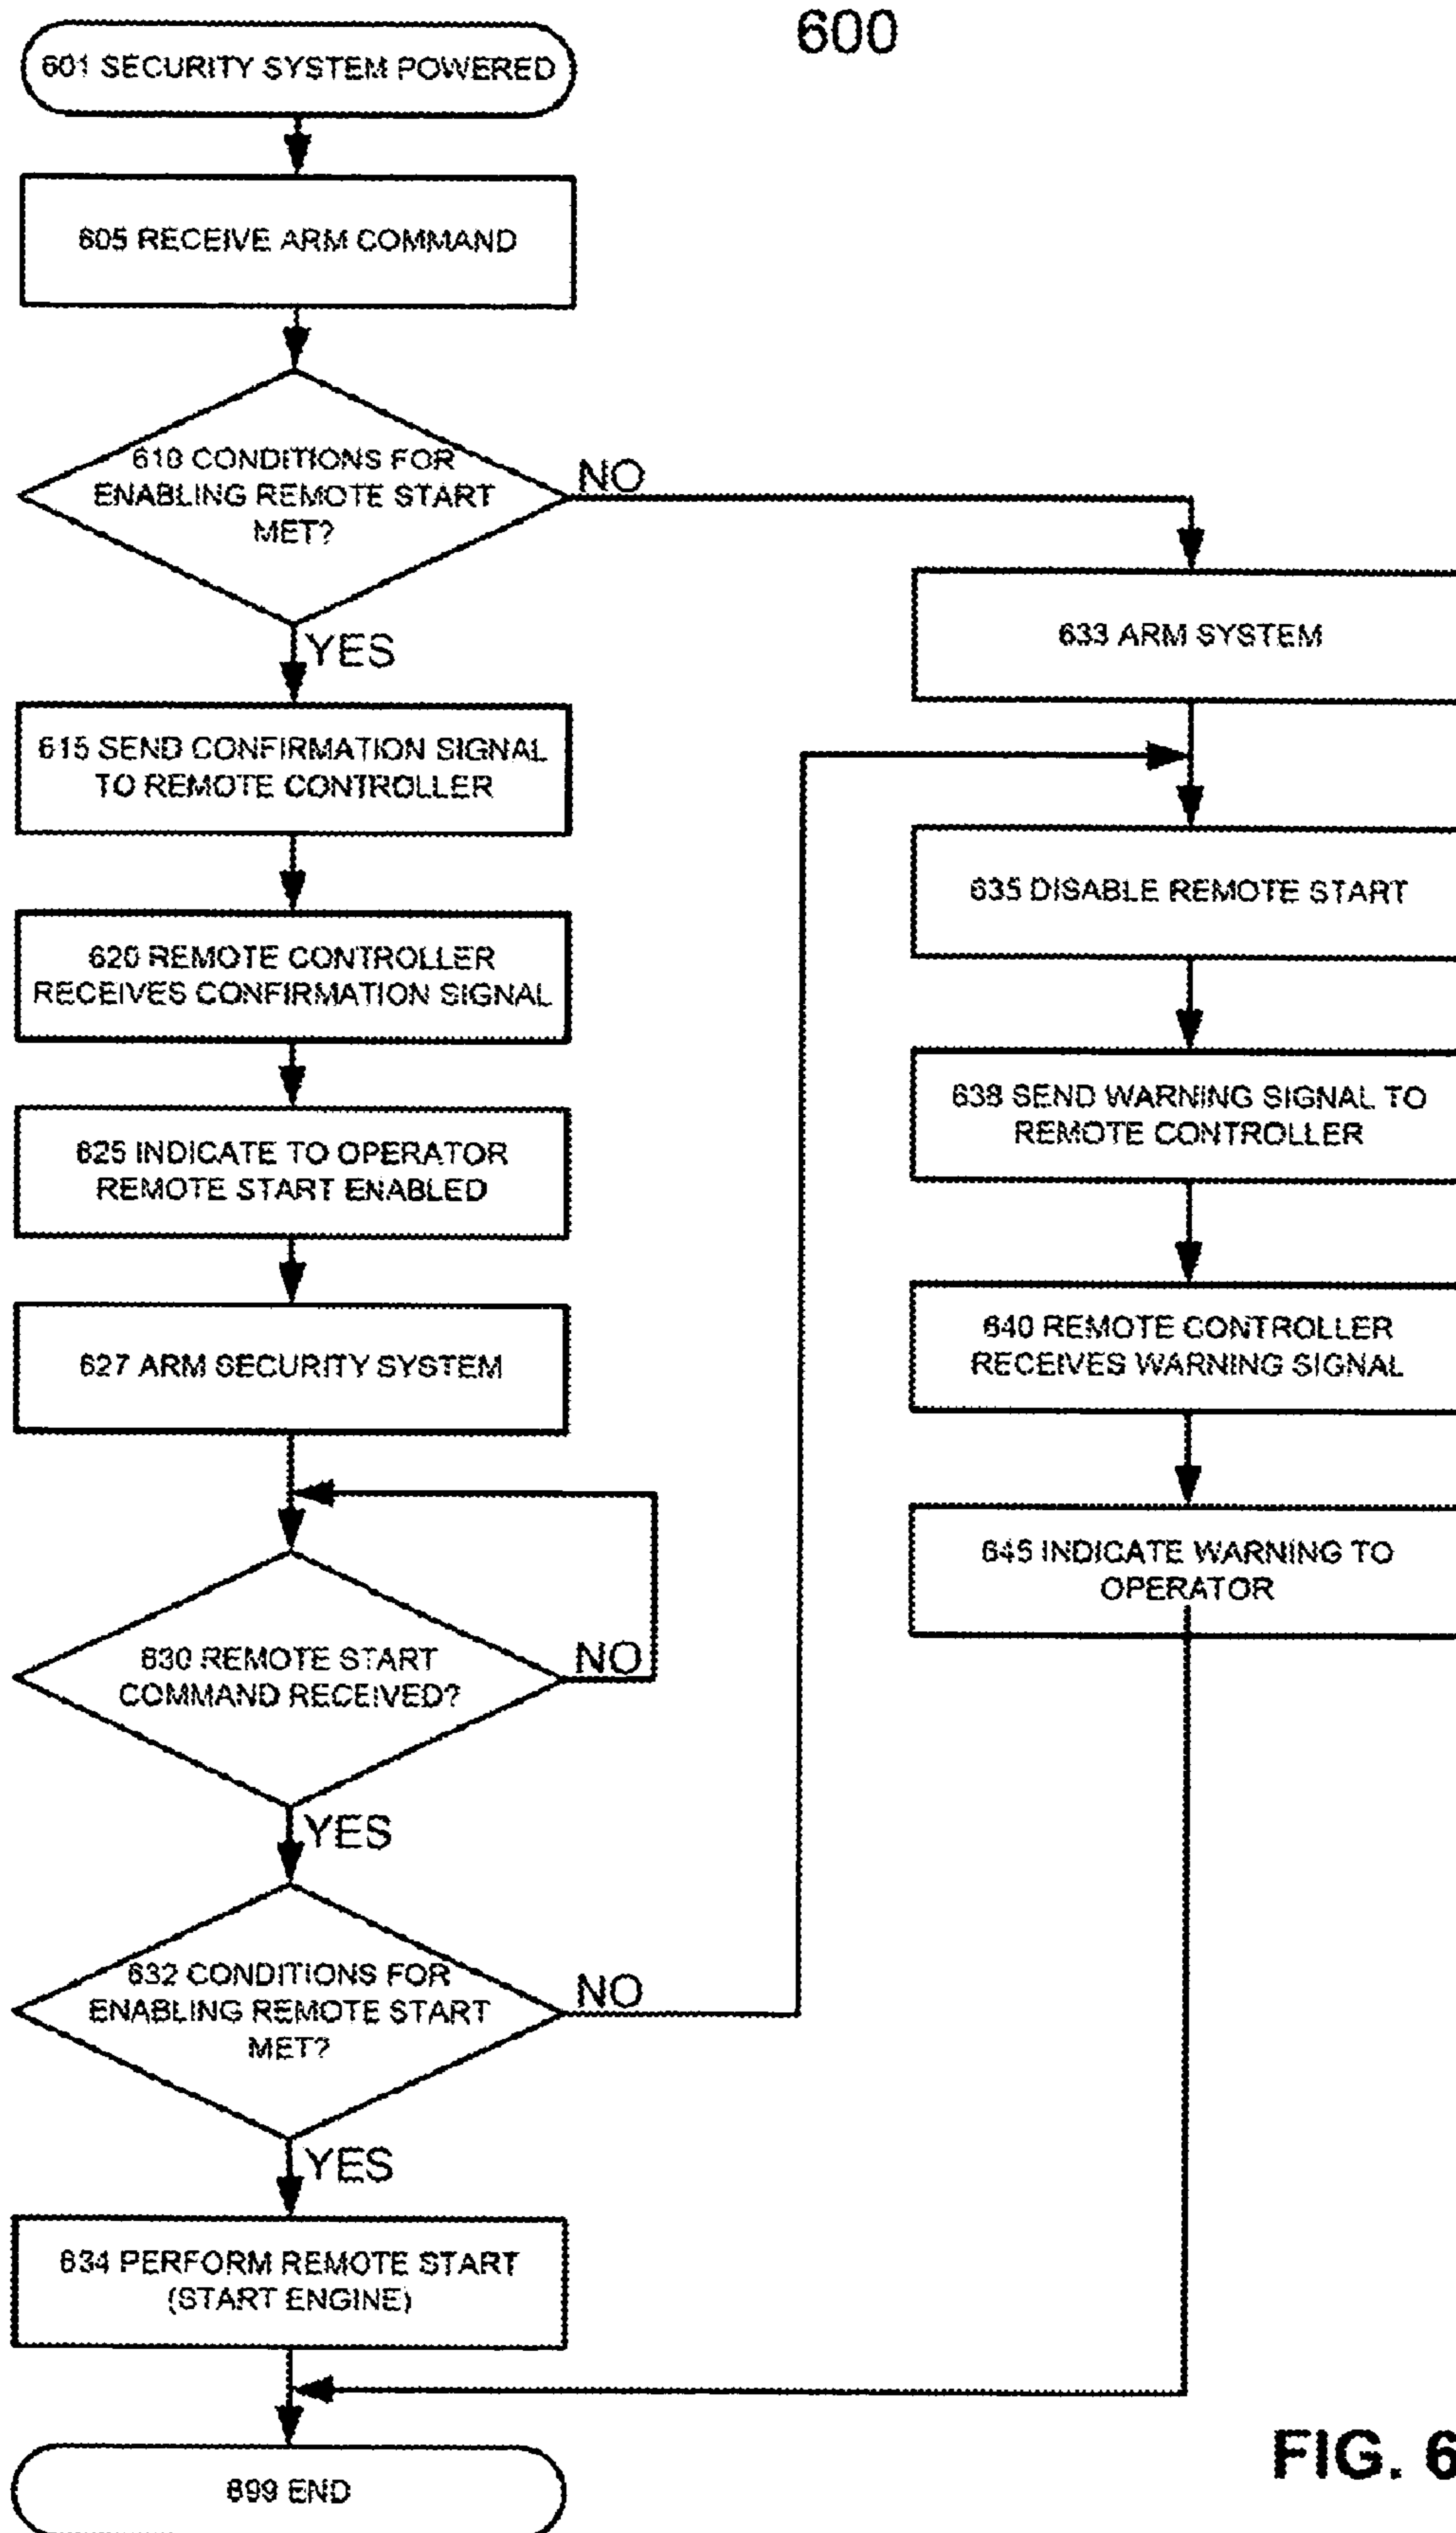 600
601 SECURITY SYSTEM POWERED
605 RECEIVE ARM COMMAND
610 CONDITIONS FOR
ENABLING REMOTE START
MET?
NO
YES
615 SEND CONFIRMATION SIGNAL
TO REMOTE CONTROLLER
620 REMOTE CONTROLLER
RECEIVES CONFIRMATION SIGNAL
625 INDICATE TO OPERATOR
REMOTE START ENABLED
627 ARM SECURITY SYSTEM
630 REMOTE START
COMMAND RECEIVED?
NO
YES
632 CONDITIONS FOR
ENABLING REMOTE START
MET?
NO
YES
634 PERFORM REMOTE START
(START ENGINE)
699 END
633 ARM SYSTEM
635 DISABLE REMOTE START
638 SEND WARNING SIGNAL TO
REMOTE CONTROLLER
640 REMOTE CONTROLLER
RECEIVES WARNING SIGNAL
645 INDICATE WARNING TO
OPERATOR
FIG. 6